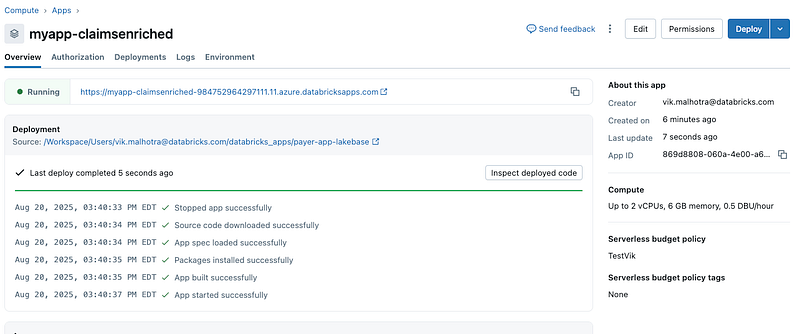 Compute > Apps >
myapp-claimsenriched
Send feedback
Edit
Permissions
Deploy
Overview
Authorization
Deployments
Logs
Environment
Running
https://myapp-claimsenriched-984752964297111.11.azure.databricksapps.com
Deployment
Source: /Workspace/Users/vik.malhotra@databricks.com/databricks_apps/payer-app-lakebase
Last deploy completed 5 seconds ago
Inspect deployed code
Aug 20, 2025, 03:40:33 PM EDT ✓ Stopped app successfully
Aug 20, 2025, 03:40:34 PM EDT ✓ Source code downloaded successfully
Aug 20, 2025, 03:40:34 PM EDT ✓ App spec loaded successfully
Aug 20, 2025, 03:40:35 PM EDT ✓ Packages installed successfully
Aug 20, 2025, 03:40:35 PM EDT ✓ App built successfully
Aug 20, 2025, 03:40:37 PM EDT ✓ App started successfully
About this app
Creator vik.malhotra@databricks.com
Created on 6 minutes ago
Last update 7 seconds ago
App ID 869d8808-060a-4e00-a6...
Compute
Up to 2 vCPUs, 6 GB memory, 0.5 DBU/hour
Serverless budget policy
TestVik
Serverless budget policy tags
None